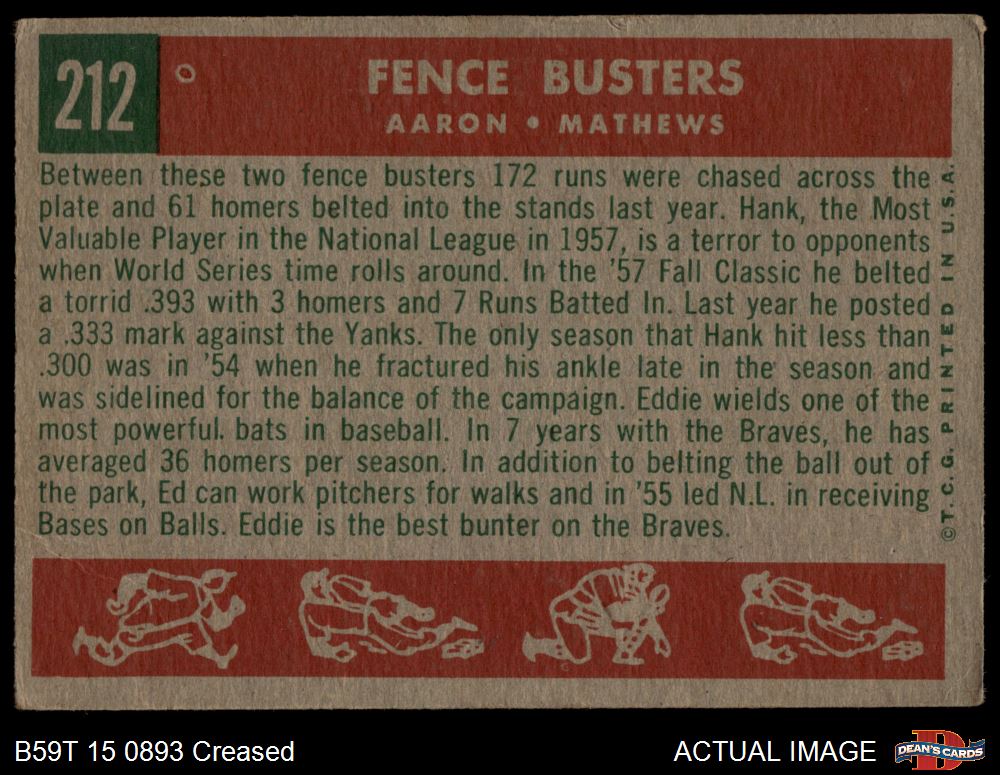 212
FENCE BUSTERS
AARON • MATHEWS
Between these two fence busters 172 runs were chased across the
plate and 61 homers belted into the stands last year. Hank, the Most
Valuable Player in the National League in 1957, is a terror to opponents
when World Series time rolls around. In the '57 Fall Classic he belted
a torrid .393 with 3 homers and 7 Runs Batted In. Last year he posted
a .333 mark against the Yanks. The only season that Hank hit less than
.300 was in '54 when he fractured his ankle late in the season and
was sidelined for the balance of the campaign. Eddie wields one of the
most powerful. bats in baseball. In 7 years with the Braves, he has
averaged 36 homers per season. In addition to belting the ball out of
the park, Ed can work pitchers for walks and in '55 led N.L. in receiving
Bases on Balls. Eddie is the best bunter on the Braves.
©T.C.G. PRINTED IN U.S.A.
B59T 15 0893 Creased
ACTUAL IMAGE
DEAN'S CARDS